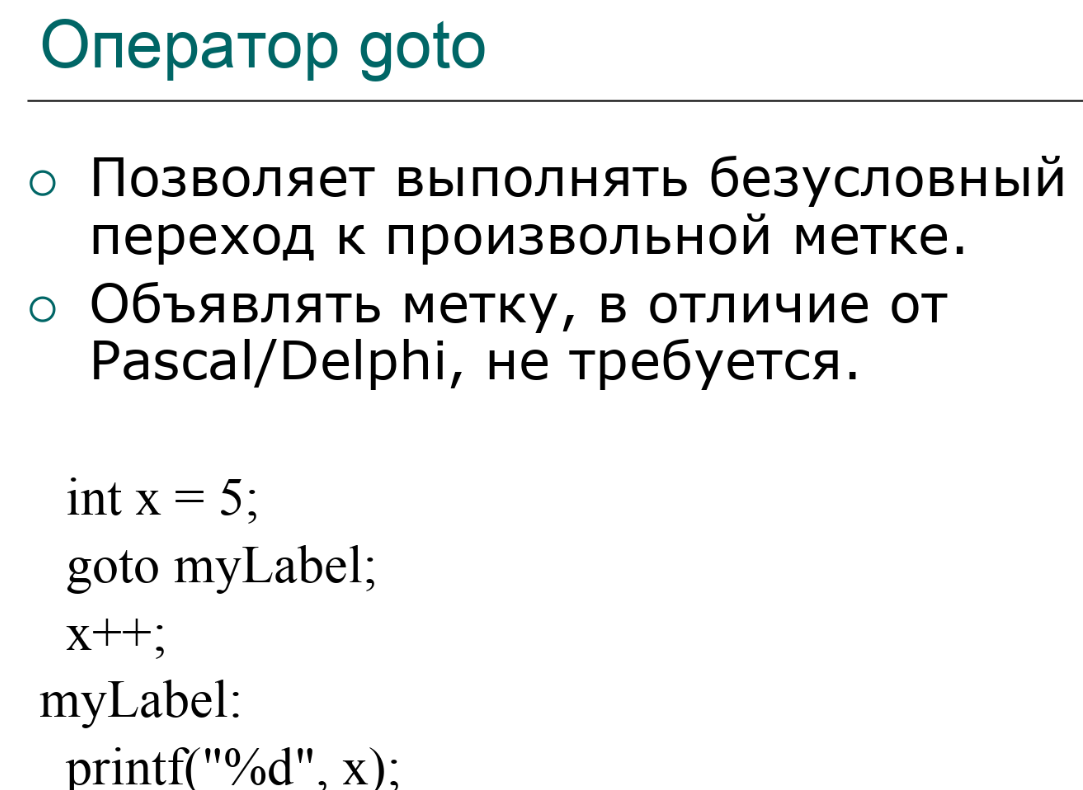 Оператор goto
Позволяет выполнять безусловный
переход к произвольной метке.
Объявлять метку, в отличие от
Pascal/Delphi, не требуется.
int x = 5;
goto myLabel;
x++;
myLabel:
printf("%d", x);